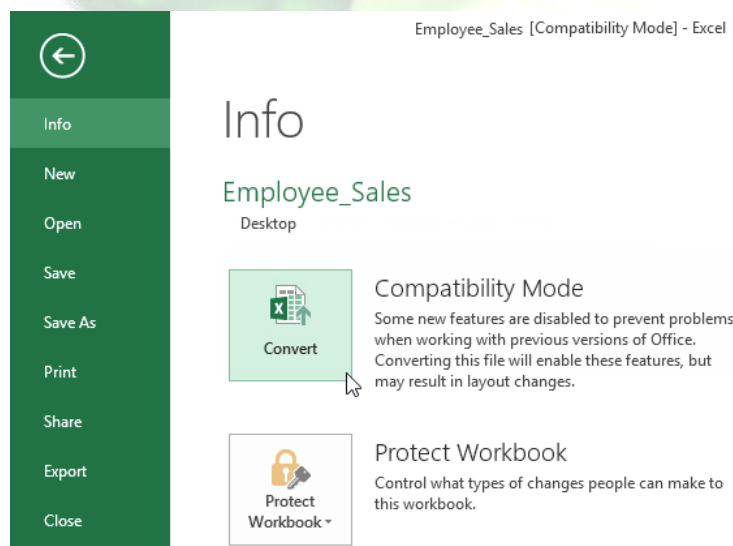 Employee_Sales [Compatibility Mode] - Excel
Info
Info
New
Employee_Sales
Open
Desktop
Save
Compatibility Mode
Some new features are disabled to prevent problems
Save As
when working with previous versions of Office.
Convert
Converting this file will enable these features, but
Print
may result in layout changes.
Share
Protect Workbook
Export
Control what types of changes people can make to
Protect
this workbook.
Close
Workbook